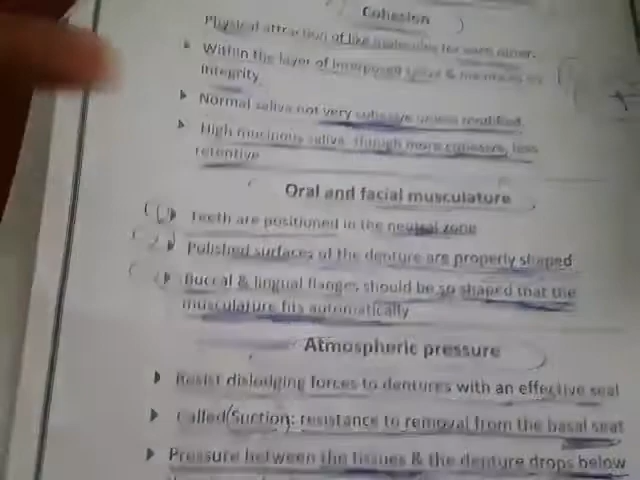 Cohesion
Physical attraction of like molecules for each other.
Within the layer of interposed saliva & maintains its
integrity
Normal saliva not very cohesive unless modified
High mucinous saliva, though more cohesive, less
retentive
Oral and facial musculature
Teeth are positioned in the neutral zone
Polished surfaces of the denture are properly shaped
Buccal & lingual flanges should be so shaped that the
musculature fits automatically
Atmospheric pressure
Resist dislodging forces to dentures with an effective seal
Called (Suction): resistance to removal from the basal seat
Pressure between the tissues & the denture drops below